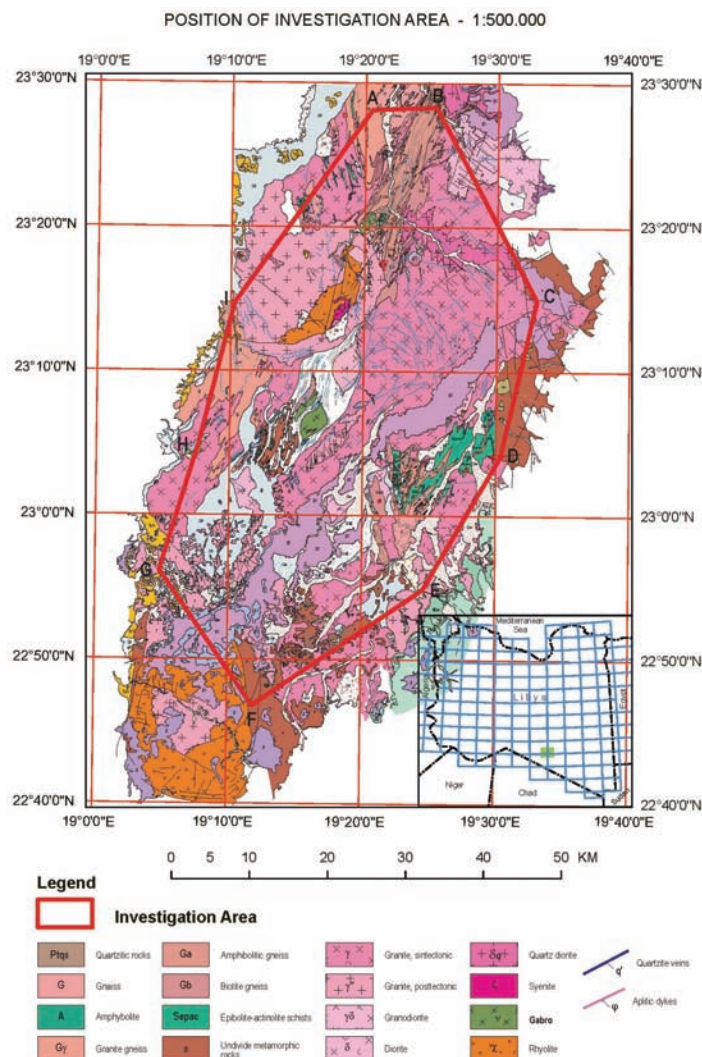 POSITION OF INVESTIGATION AREA - 1:500.000
19°0'0"E 19°10'0"E 19°20'0"E 19°30'0"E 19°40'0"E
23°30'0"N 23°30'0"N
A B
23°20'0"N 23°20'0"N
I C
23°10'0"N 23°10'0"N
H
D
23°0'0"N 23°0'0"N
G
E
Mediterranean
Sea
22°50'0"N 22°50'0"N
Libya
Egypt
F
Niger Chad
Sudan
22°40'0"N 22°40'0"N
19°0'0"E 19°10'0"E 19°20'0"E 19°30'0"E 19°40'0"E
0 5 10 20 30 40 50 KM
Legend
Investigation Area
Ptqs Quartzitic rocks Ga Amphibolitic gneiss γ Granite, sintectonic δq Quartz diorite q' Quartzite veins
G Gnaiss Gb Biotite gneiss Granite, posttectonic Syenite φ Aplitic dykes
A Amphybolite Sepac Epibolite-actinolite schists γδ Granodiorite ν Gabro
Gγ Granite gneiss s Undivide metamorphic rocks δ Diorite Rhyolite